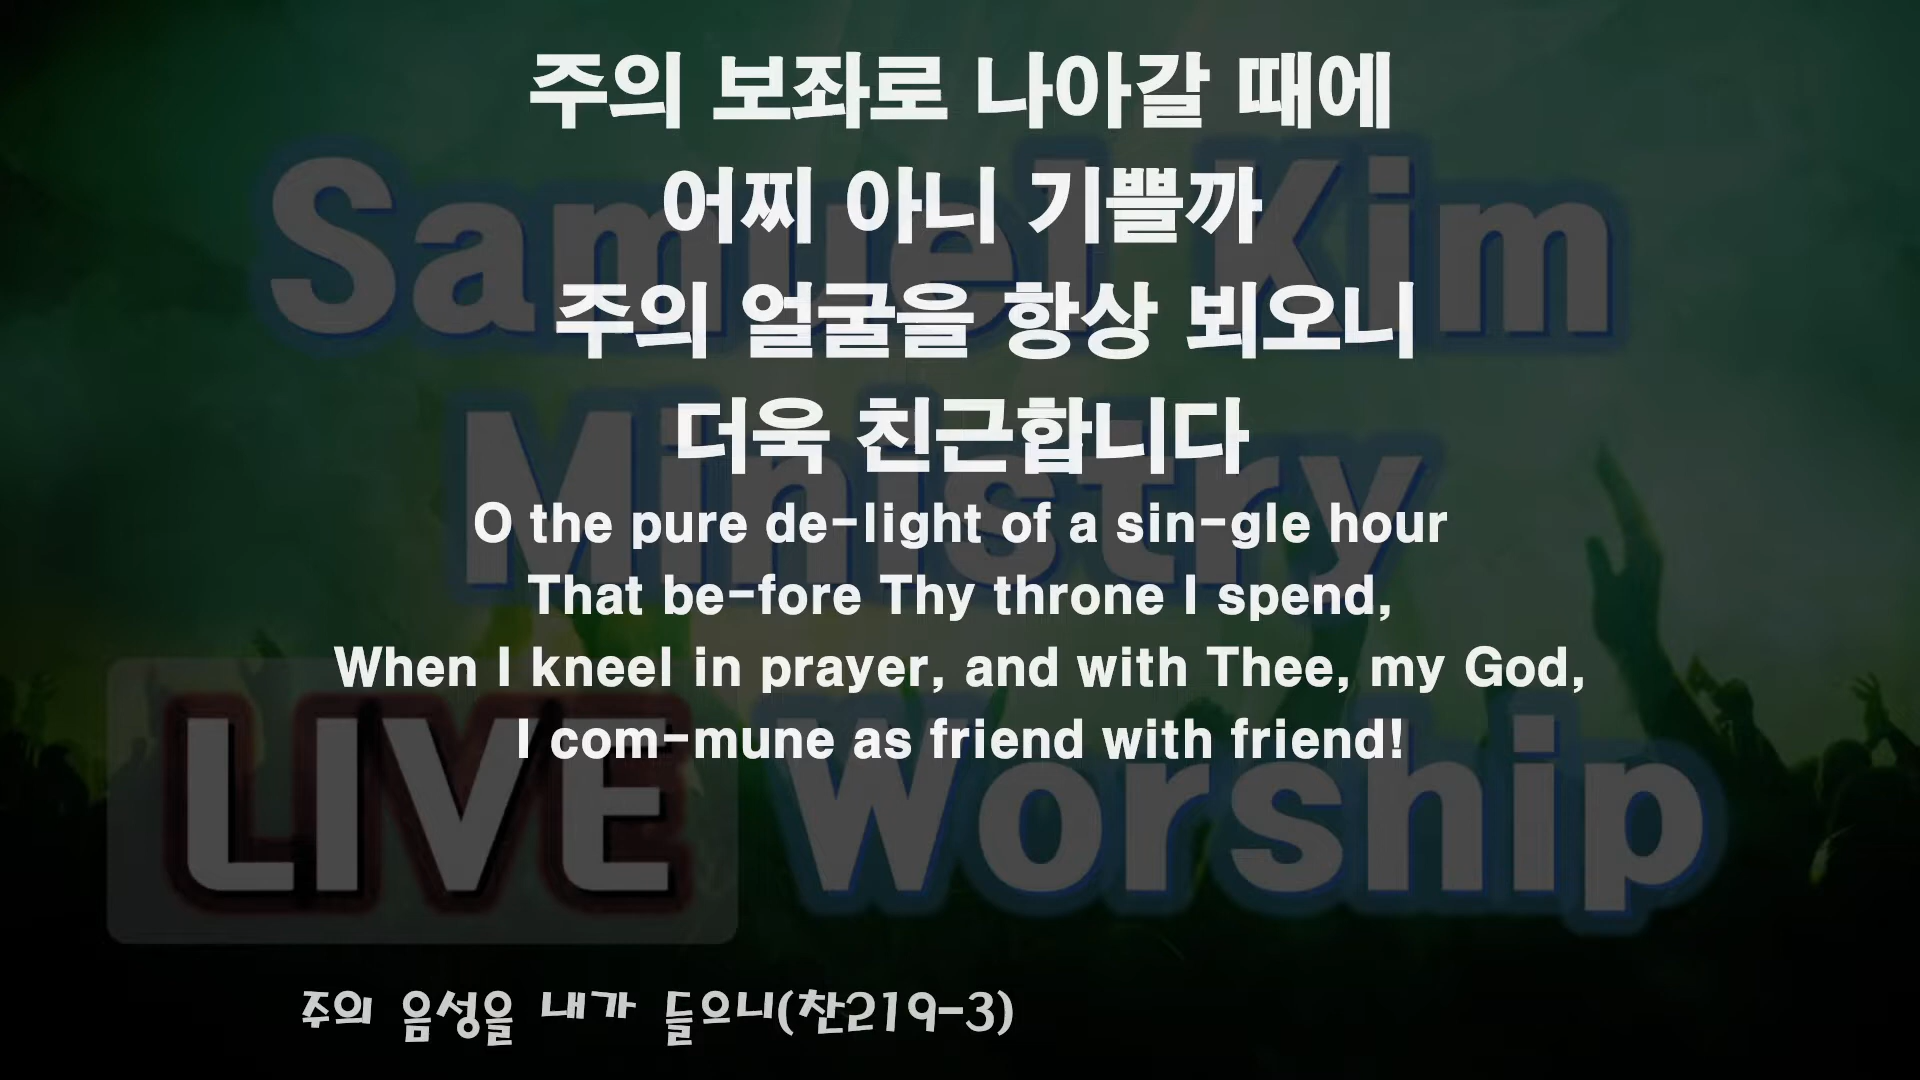 주의 보좌로 나아갈 때에
어찌 아니 기쁠까
주의 얼굴을 항상 뵈오니
더욱 친근합니다
O the pure de-light of a sin-gle hour
That be-fore Thy throne I spend,
When I kneel in prayer, and with Thee, my God,
I com-mune as friend with friend!
Samuel Kim
Ministry
LIVE Worship
주의 음성을 내가 들으니(찬219-3)